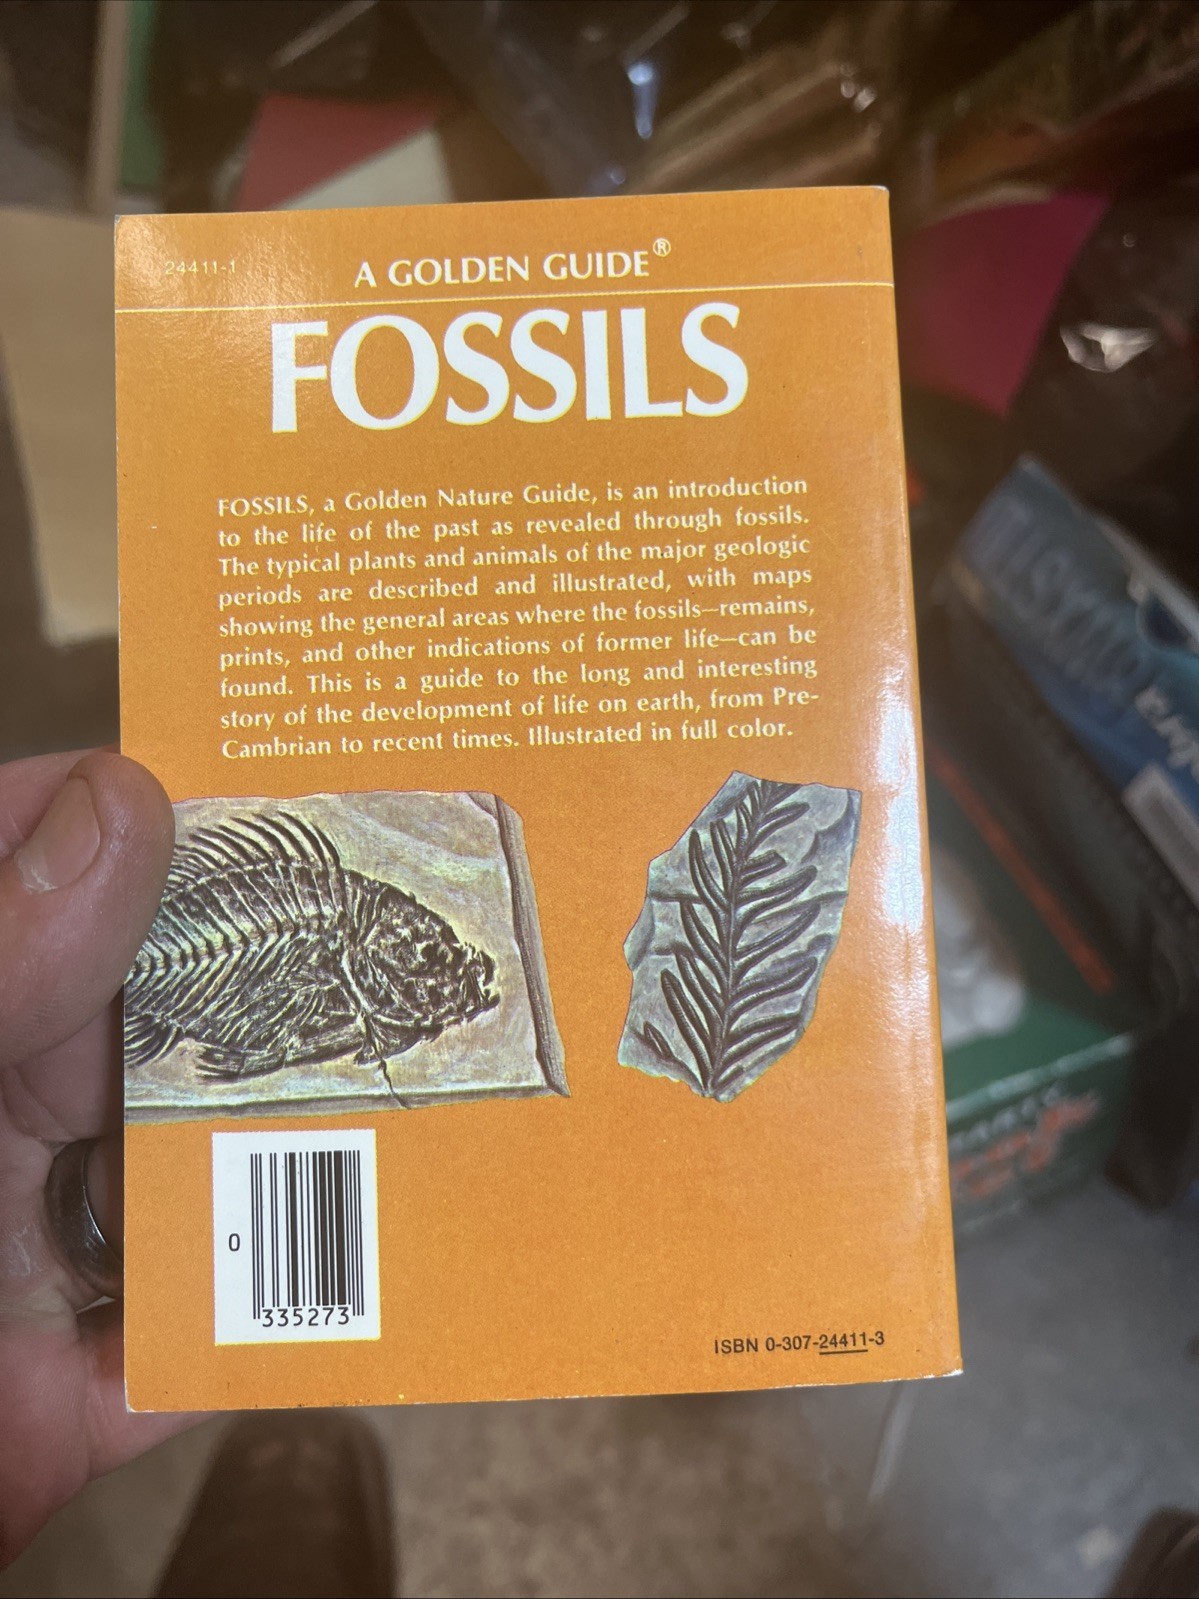 24411-1
A GOLDEN GUIDE®
FOSSILS
FOSSILS, a Golden Nature Guide, is an introduction
to the life of the past as revealed through fossils.
The typical plants and animals of the major geologic
periods are described and illustrated, with maps
showing the general areas where the fossils—remains,
prints, and other indications of former life—can be
found. This is a guide to the long and interesting
story of the development of life on earth, from Pre-
Cambrian to recent times. Illustrated in full color.
0
335273
ISBN 0-307-24411-3